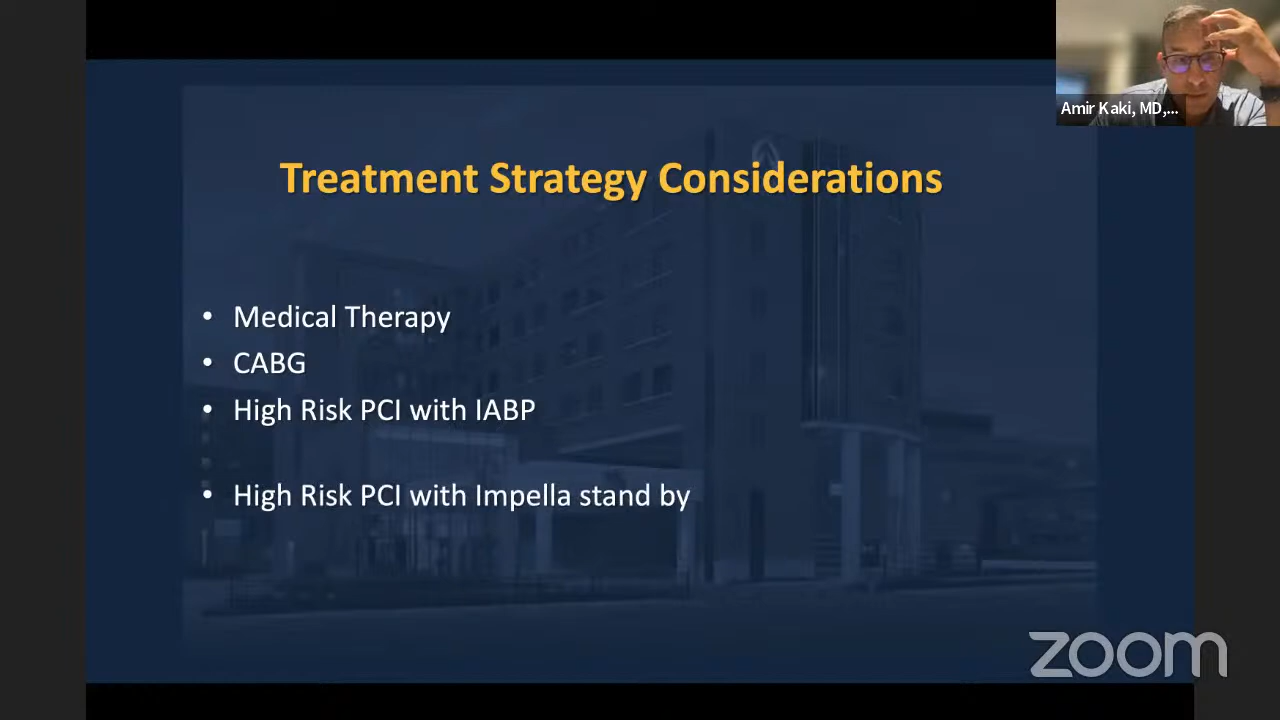 Amir Kaki, MD,...
Treatment Strategy Considerations
• Medical Therapy
• CABG
• High Risk PCI with IABP
• High Risk PCI with Impella stand by
zoom